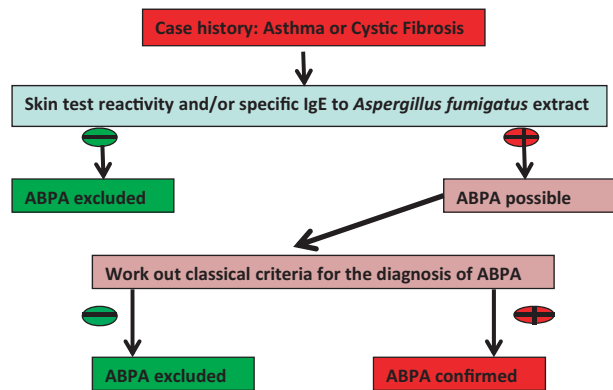 Case history: Asthma or Cystic Fibrosis
Skin test reactivity and/or specific IgE to Aspergillus fumigatus extract
ABPA excluded
ABPA possible
Work out classical criteria for the diagnosis of ABPA
ABPA excluded
ABPA confirmed